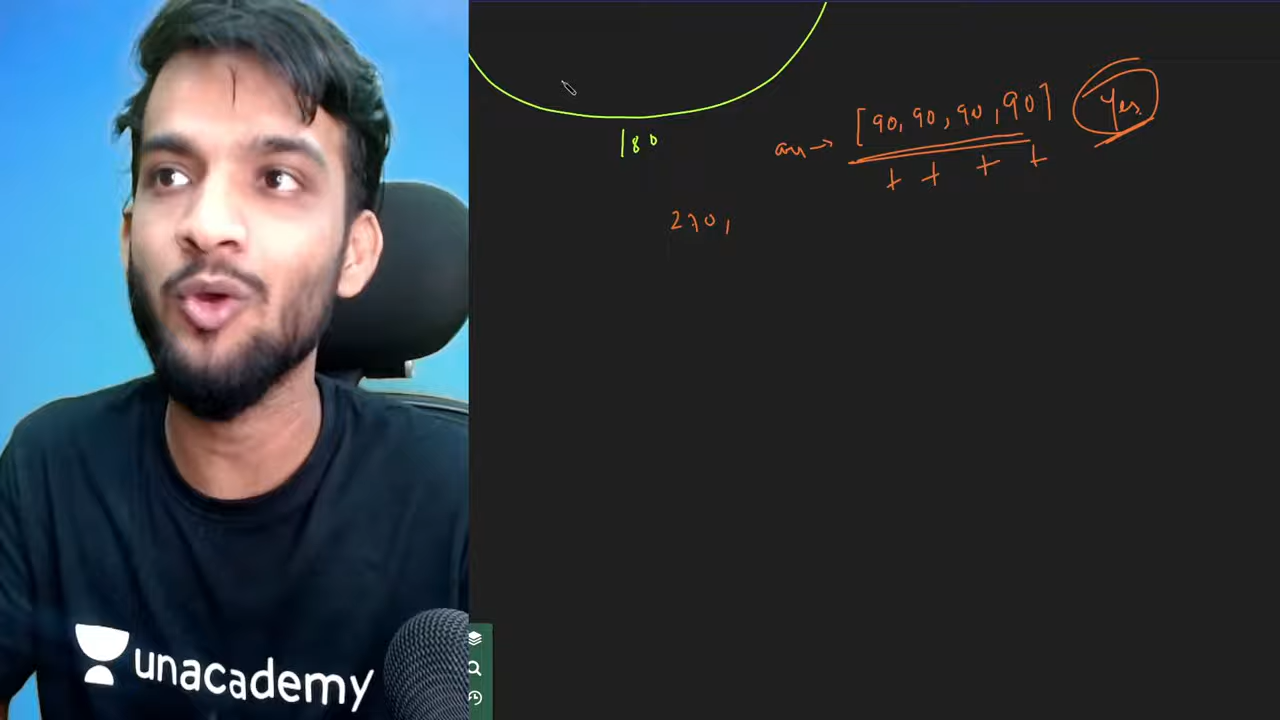 [90, 90, 90, 90] Yes
180
arr →
+ + + +
270,
unacademy